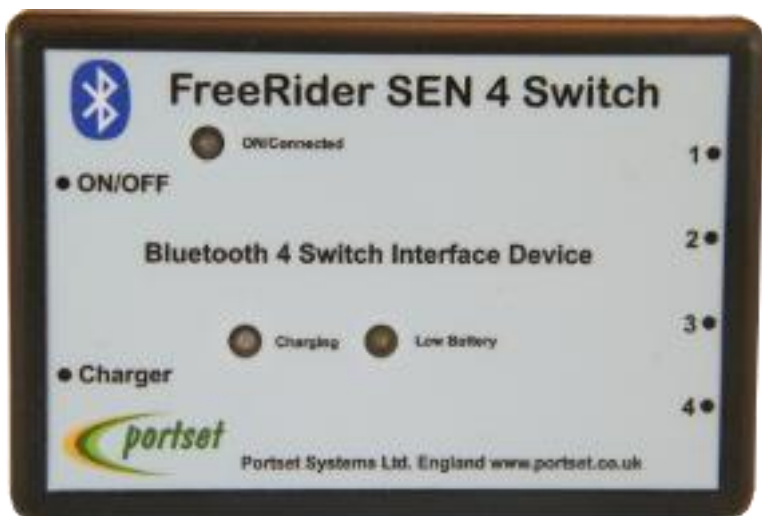 FreeRider SEN 4 Switch
ON/Connected
1
ON/OFF
2
Bluetooth 4 Switch Interface Device
3
Charging Low Battery
Charger
4
portset
Portset Systems Ltd. England www.portset.co.uk